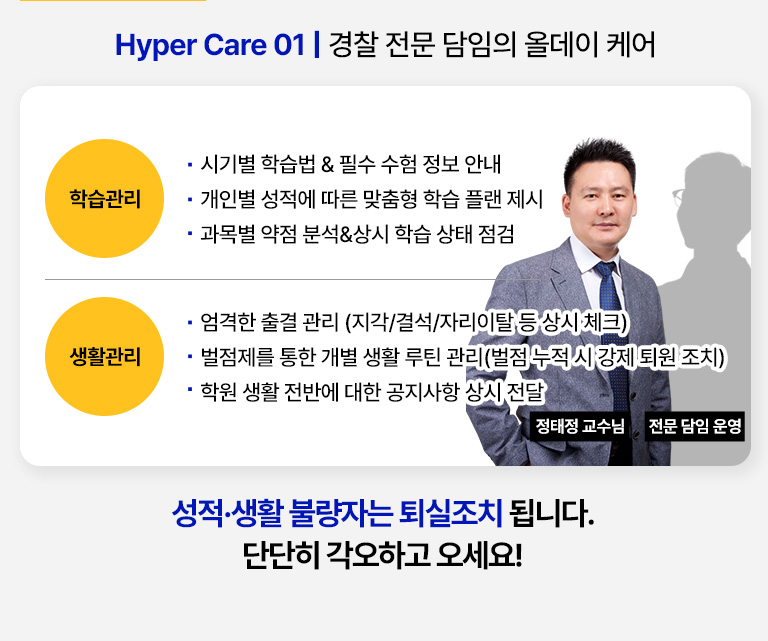 Hyper Care 01 | 경찰 전문 담임의 올데이 케어
학습관리
· 시기별 학습법 & 필수 수험 정보 안내
· 개인별 성적에 따른 맞춤형 학습 플랜 제시
· 과목별 약점 분석&상시 학습 상태 점검
생활관리
· 엄격한 출결 관리 (지각/결석/자리이탈 등 상시 체크)
· 벌점제를 통한 개별 생활 루틴 관리(벌점 누적 시 강제 퇴원 조치)
· 학원 생활 전반에 대한 공지사항 상시 전달
정태정 교수님
전문 담임 운영
성적·생활 불량자는 퇴실조치 됩니다.
단단히 각오하고 오세요!